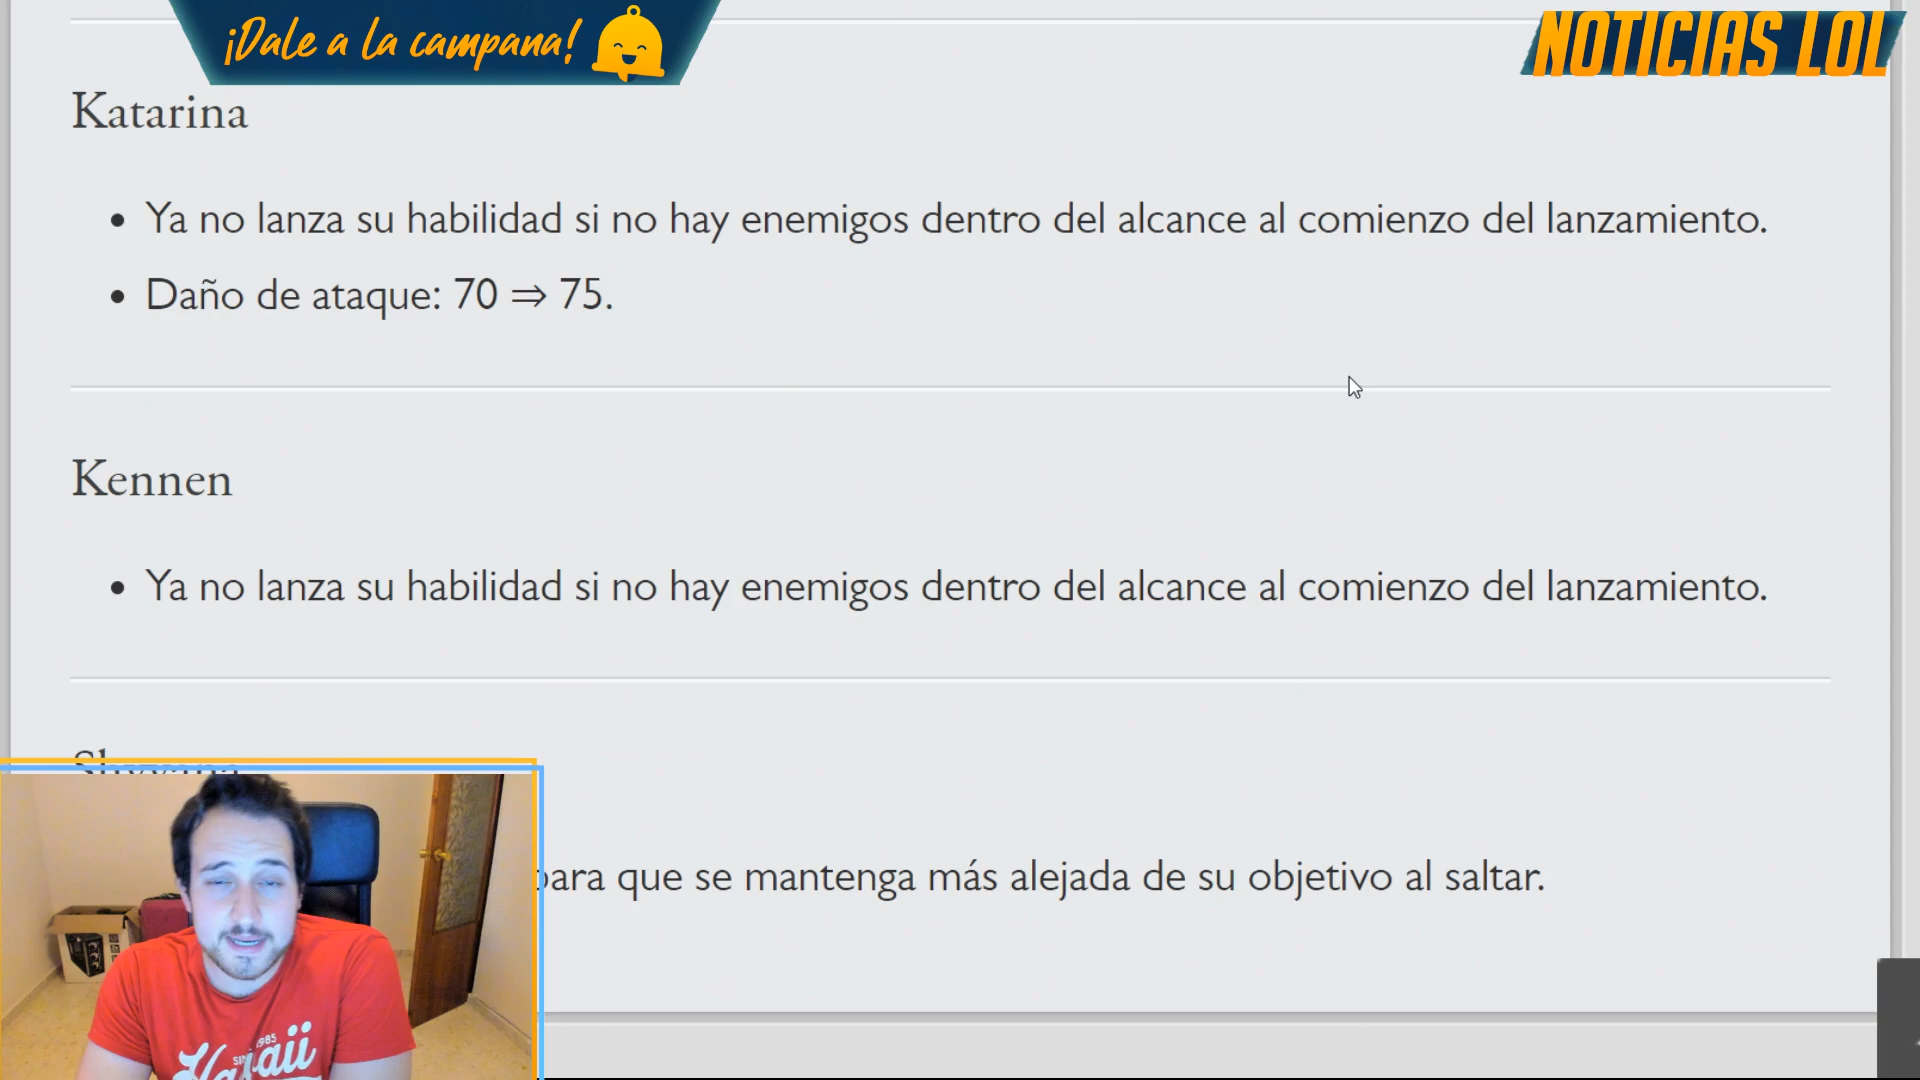 ¡Dale a la campana!
NOTICIAS LOL
Katarina
Ya no lanza su habilidad si no hay enemigos dentro del alcance al comienzo del lanzamiento.
Daño de ataque: 70 ⇒ 75.
Kennen
Ya no lanza su habilidad si no hay enemigos dentro del alcance al comienzo del lanzamiento.
para que se mantenga más alejada de su objetivo al saltar.
1985